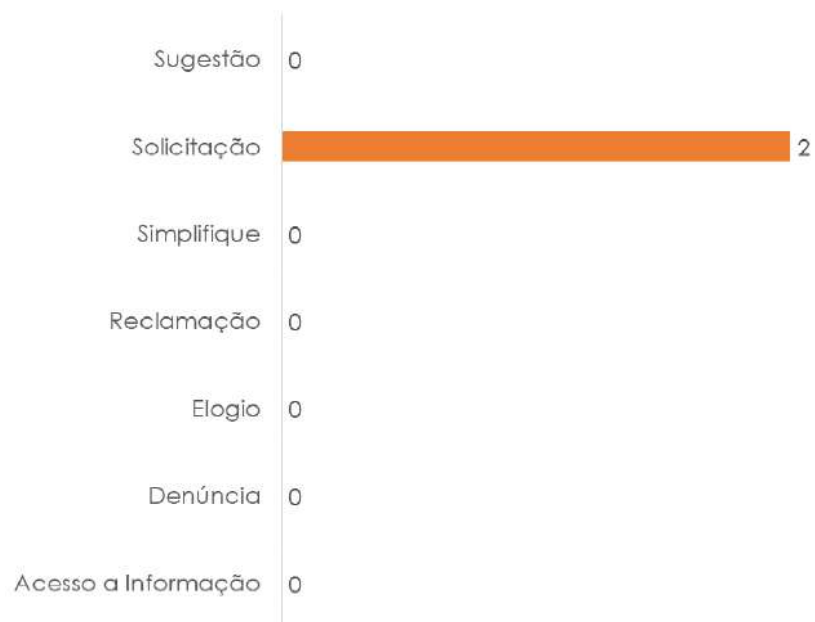 Sugestão 0
Solicitação 2
Simplifique 0
Reclamação 0
Elogio 0
Denúncia 0
Acesso a Informação 0